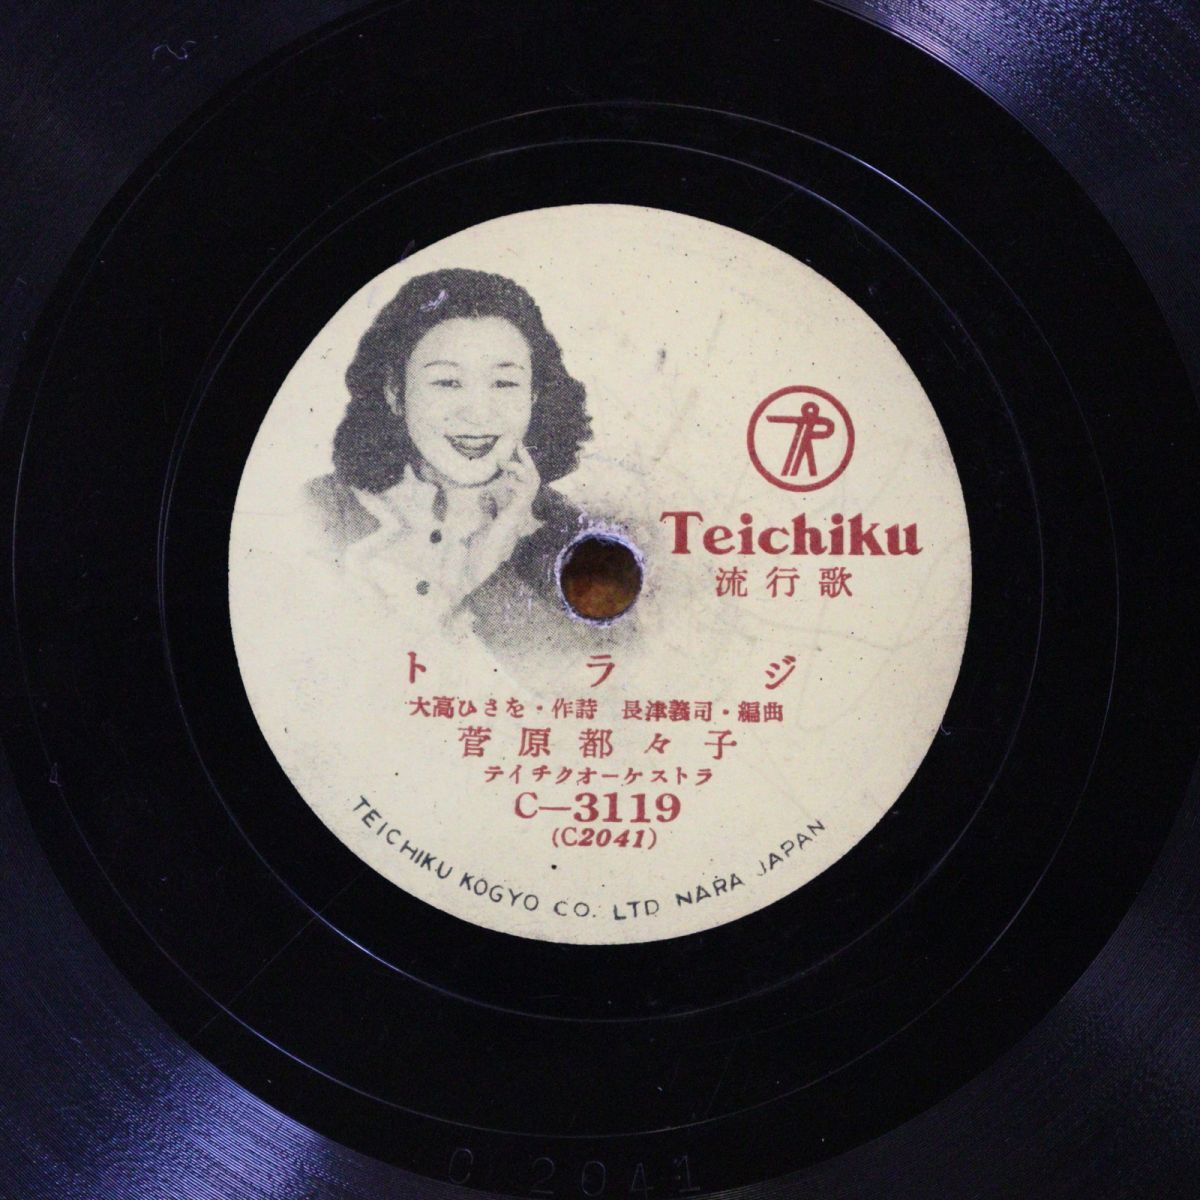 Teichiku
流行歌
トラジ
大高ひさを・作詩 長津義司・編曲
菅原都々子
テイチクオーケストラ
C—3119
(C2041)
TEICHIKU KOGYO CO. LTD NARA JAPAN
C 2041